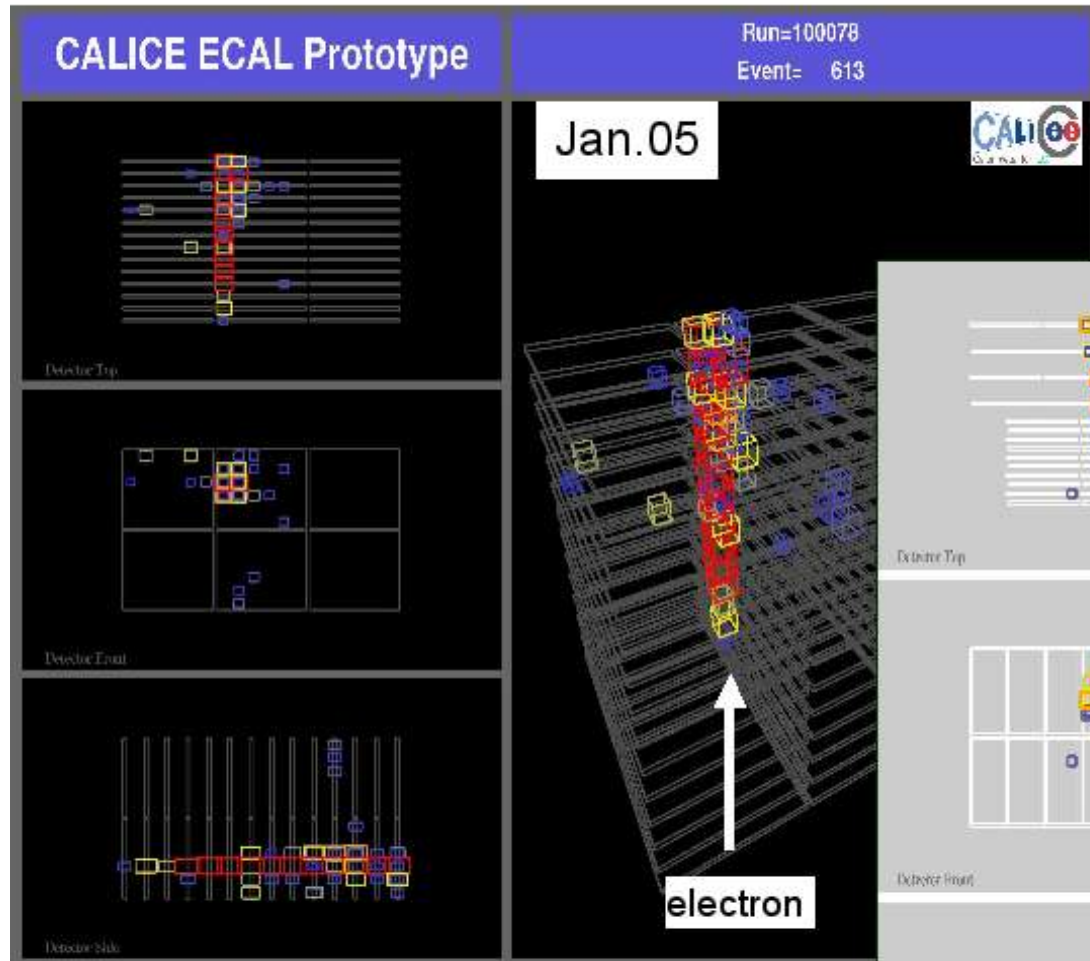 CALICE ECAL Prototype
Run=100078
Event= 613
Jan.05
CALICE
Detector Top
Detector Front
Detector Side
electron
Detector Top
Detector Front